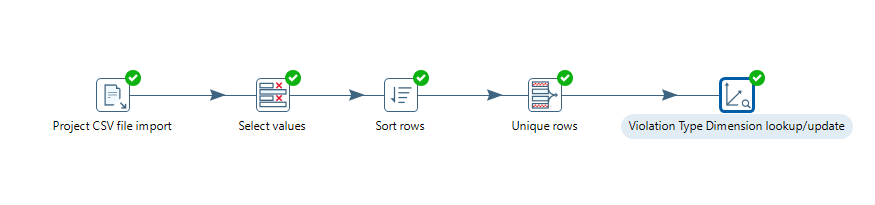 Project CSV file import
Select values
Sort rows
Unique rows
Violation Type Dimension lookup/update